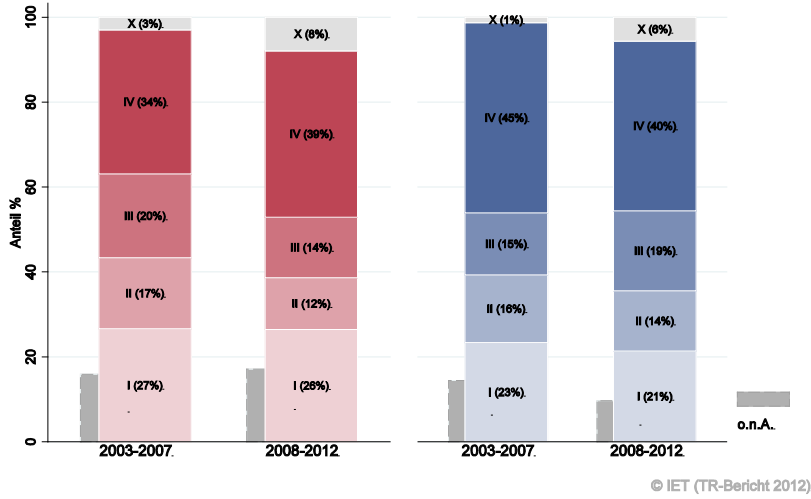 100
80
60
40
20
0
Anteil %
X (3%).
IV (34%).
III (20%).
II (17%).
I (27%).
2003-2007.
X (8%).
IV (39%).
III (14%).
II (12%).
I (26%).
2008-2012.
X (1%).
IV (45%).
III (15%).
II (16%).
I (23%).
2003-2007.
X (6%).
IV (40%).
III (19%).
II (14%).
I (21%).
2008-2012.
o.n.A..
© IET (TR-Bericht 2012)